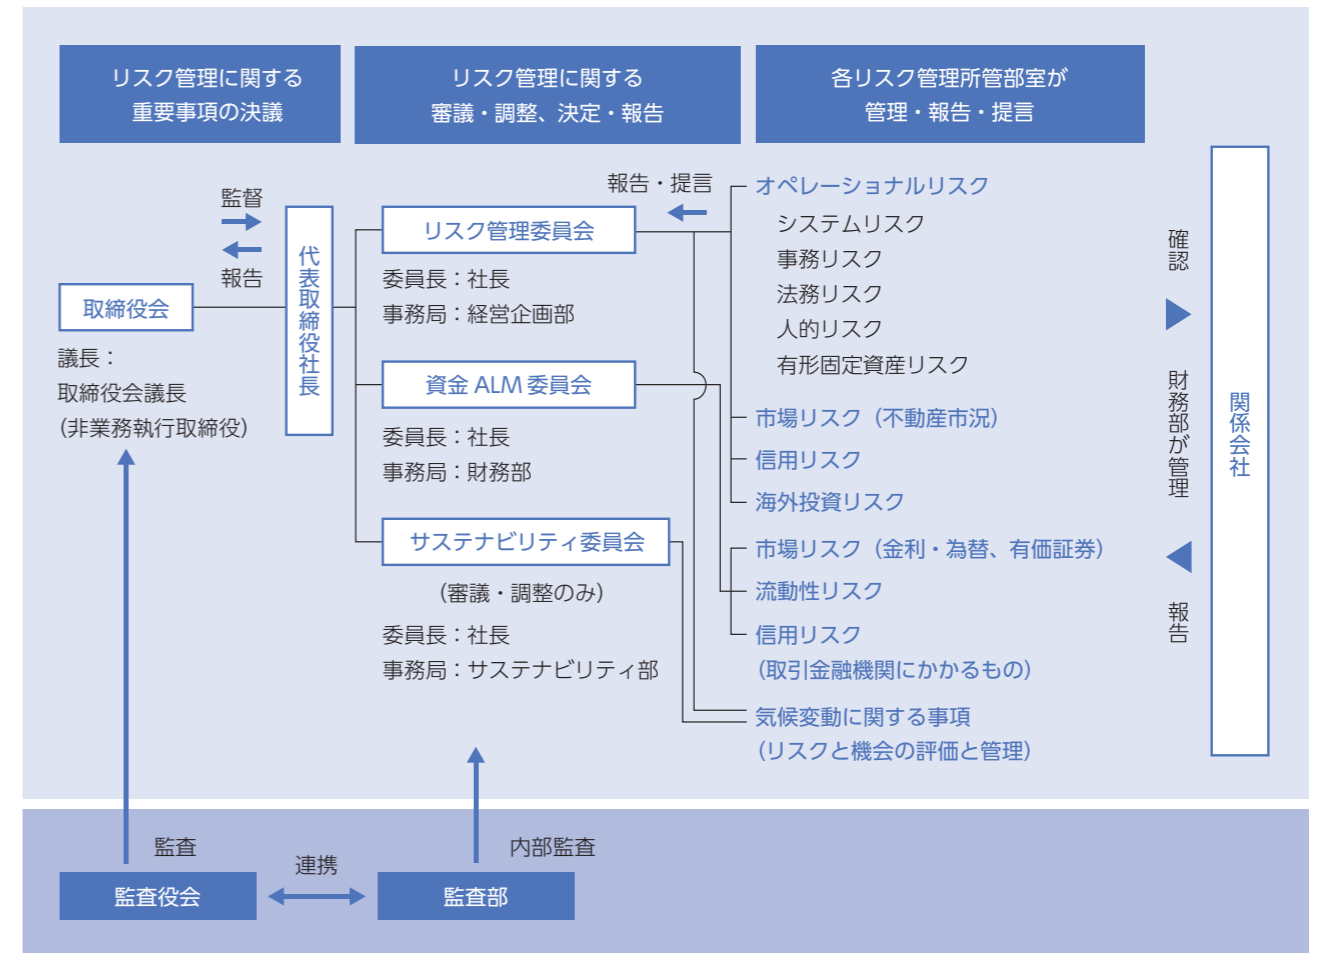 リスク管理に関する
重要事項の決議
リスク管理に関する
審議・調整、決定・報告
各リスク管理所管部室が
管理・報告・提言
監督
報告
取締役会
議長：
取締役会議長
（非業務執行取締役）
代表取締役社長
報告・提言
リスク管理委員会
委員長：社長
事務局：経営企画部
資金 ALM 委員会
委員長：社長
事務局：財務部
サステナビリティ委員会
（審議・調整のみ）
委員長：社長
事務局：サステナビリティ部
オペレーショナルリスク
システムリスク
事務リスク
法務リスク
人的リスク
有形固定資産リスク
市場リスク（不動産市況）
信用リスク
海外投資リスク
市場リスク（金利・為替、有価証券）
流動性リスク
信用リスク
（取引金融機関にかかるもの）
気候変動に関する事項
（リスクと機会の評価と管理）
確認
財務部が管理
報告
関係会社
監査
連携
内部監査
監査役会
監査部